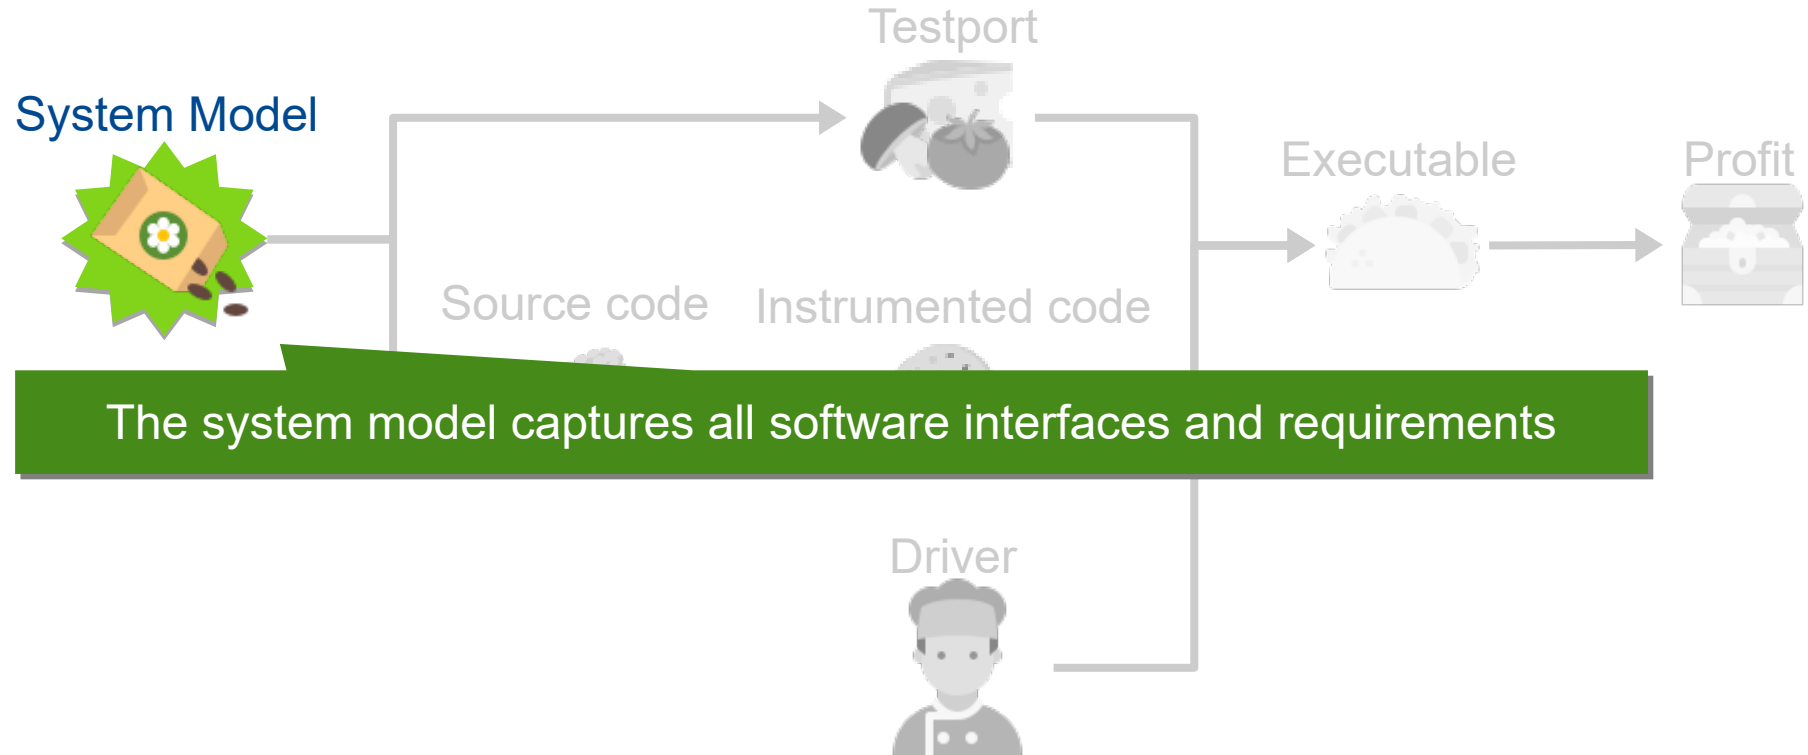 Testport
System Model
Executable
Profit
Source code
Instrumented code
The system model captures all software interfaces and requirements
Driver